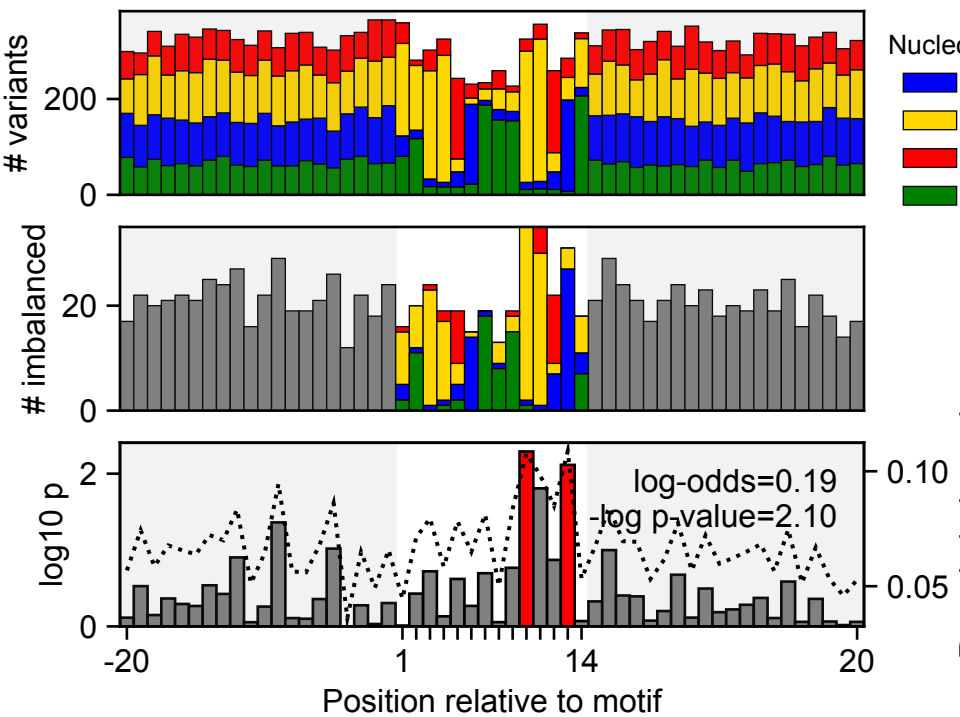 # variants
200
0
Nuclec
# imbalanced
20
0
log10 p
2
0
log-odds=0.19
-log p-value=2.10
0.10
0.05
-20
1
14
20
Position relative to motif